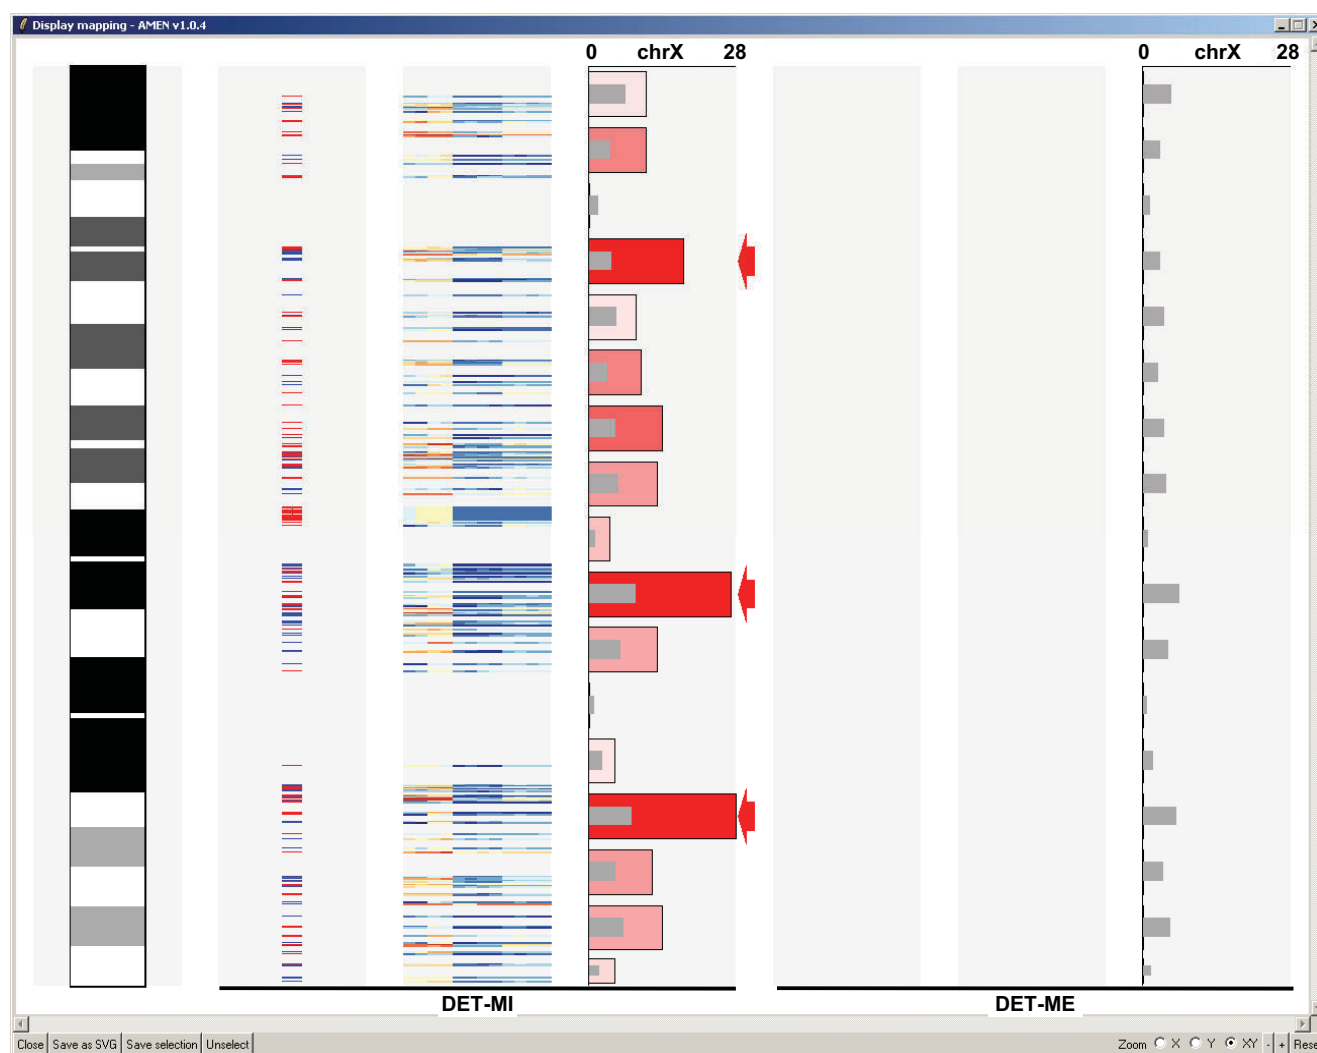 Display mapping - AMEN v1.0.4
0 chrX 28 0 chrX 28
DET-MI DET-ME
Close Save as SVG Save selection Unselect Zoom X Y XY - + Rese